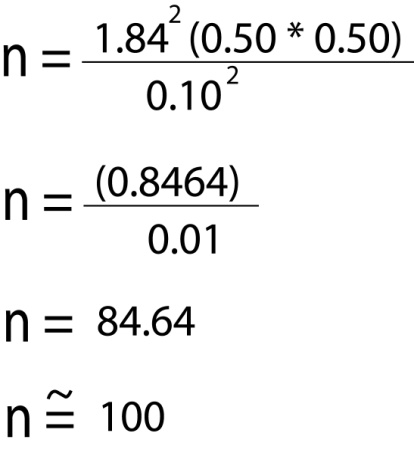 n = 1.84² (0.50 * 0.50) / 0.10²
n = (0.8464) / 0.01
n = 84.64
n ≅ 100